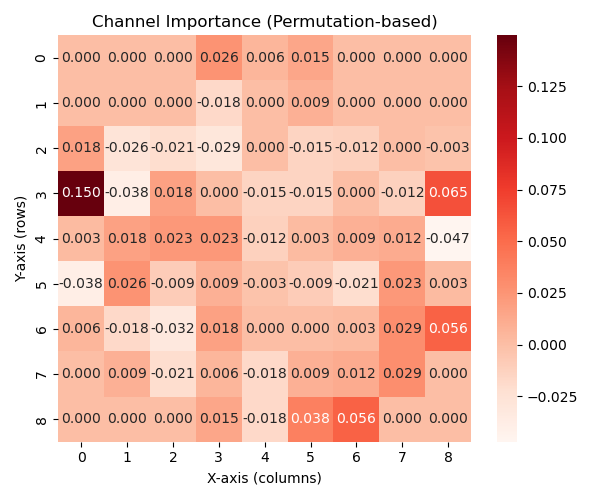 Channel Importance (Permutation-based)
0 0.000 0.000 0.000 0.026 0.006 0.015 0.000 0.000 0.000
1 0.000 0.000 0.000 -0.018 0.000 0.009 0.000 0.000 0.000
2 0.018 -0.026 -0.021 -0.029 0.000 -0.015 -0.012 0.000 -0.003
3 0.150 -0.038 0.018 0.000 -0.015 -0.015 0.000 -0.012 0.065
4 0.003 0.018 0.023 0.023 -0.012 0.003 0.009 0.012 -0.047
5 -0.038 0.026 -0.009 0.009 -0.003 -0.009 -0.021 0.023 0.003
6 0.006 -0.018 -0.032 0.018 0.000 0.000 0.003 0.029 0.056
7 0.000 0.009 -0.021 0.006 -0.018 0.009 0.012 0.029 0.000
8 0.000 0.000 0.000 0.015 -0.018 0.038 0.056 0.000 0.000
0 1 2 3 4 5 6 7 8
X-axis (columns)
Y-axis (rows)
0.125
0.100
0.075
0.050
0.025
0.000
−0.025